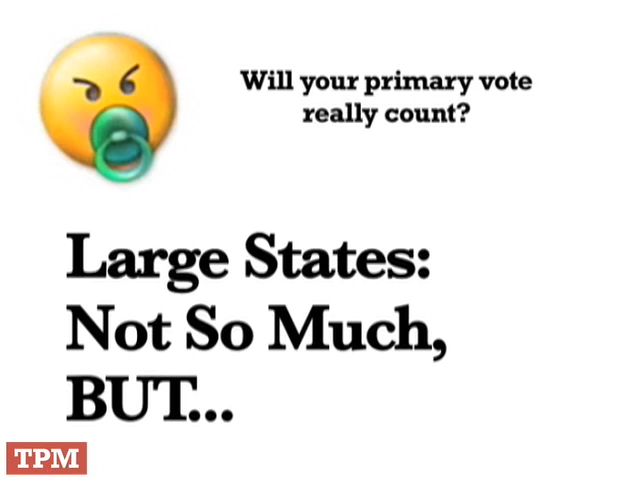 Will your primary vote
really count?
Large States:
Not So Much,
BUT...
TPM